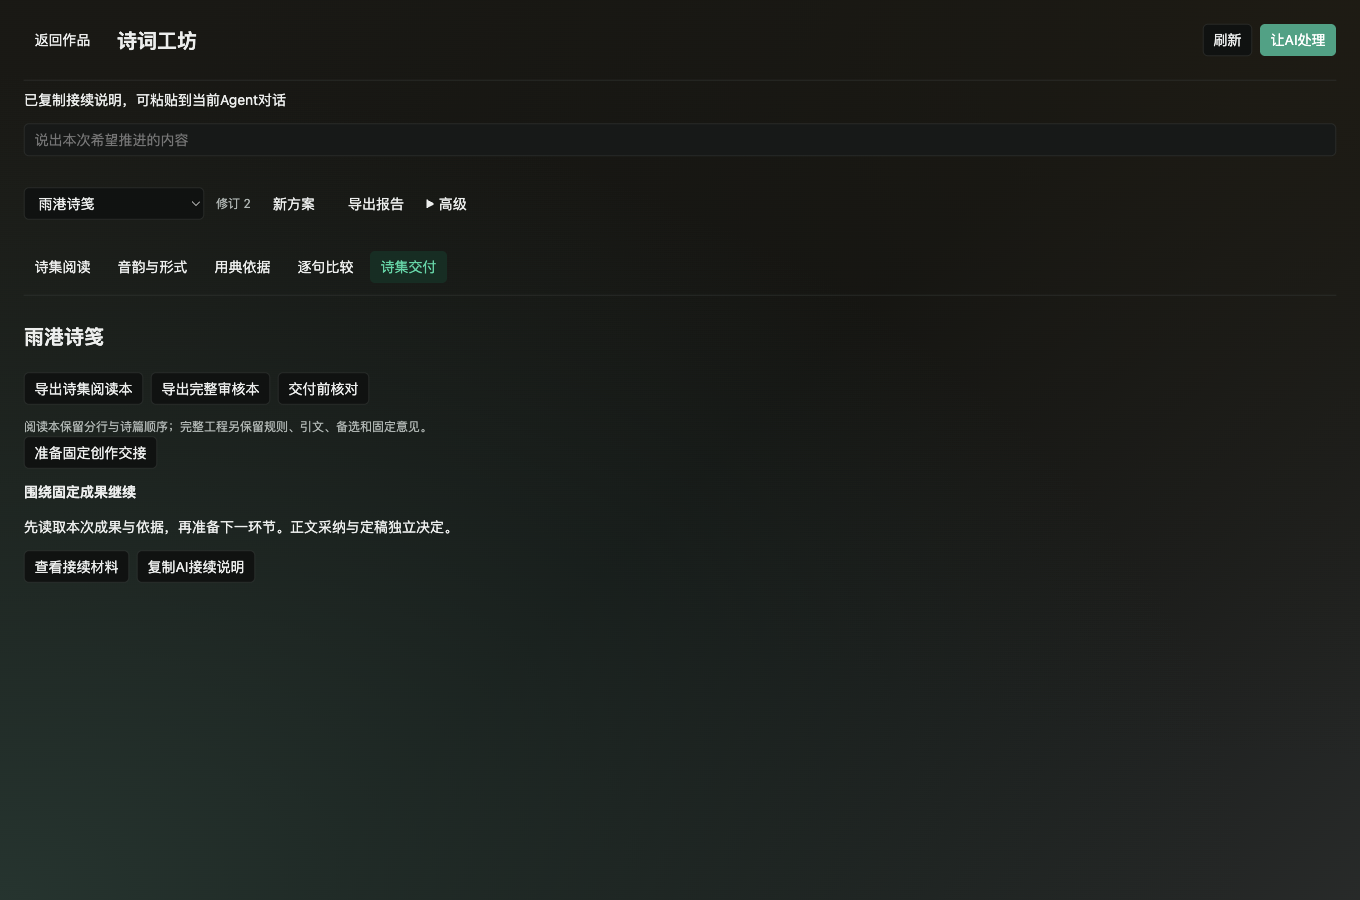 返回作品 诗词工坊 刷新 让AI处理
已复制接续说明，可粘贴到当前Agent对话
说出本次希望推进的内容
雨港诗笺 修订 2 新方案 导出报告 ▶ 高级
诗集阅读 音韵与形式 用典依据 逐句比较 诗集交付
雨港诗笺
导出诗集阅读本 导出完整审核本 交付前核对
阅读本保留分行与诗篇顺序；完整工程另保留规则、引文、备选和固定意见。
准备固定创作交接
围绕固定成果继续
先读取本次成果与依据，再准备下一环节。正文采纳与定稿独立决定。
查看接续材料 复制AI接续说明